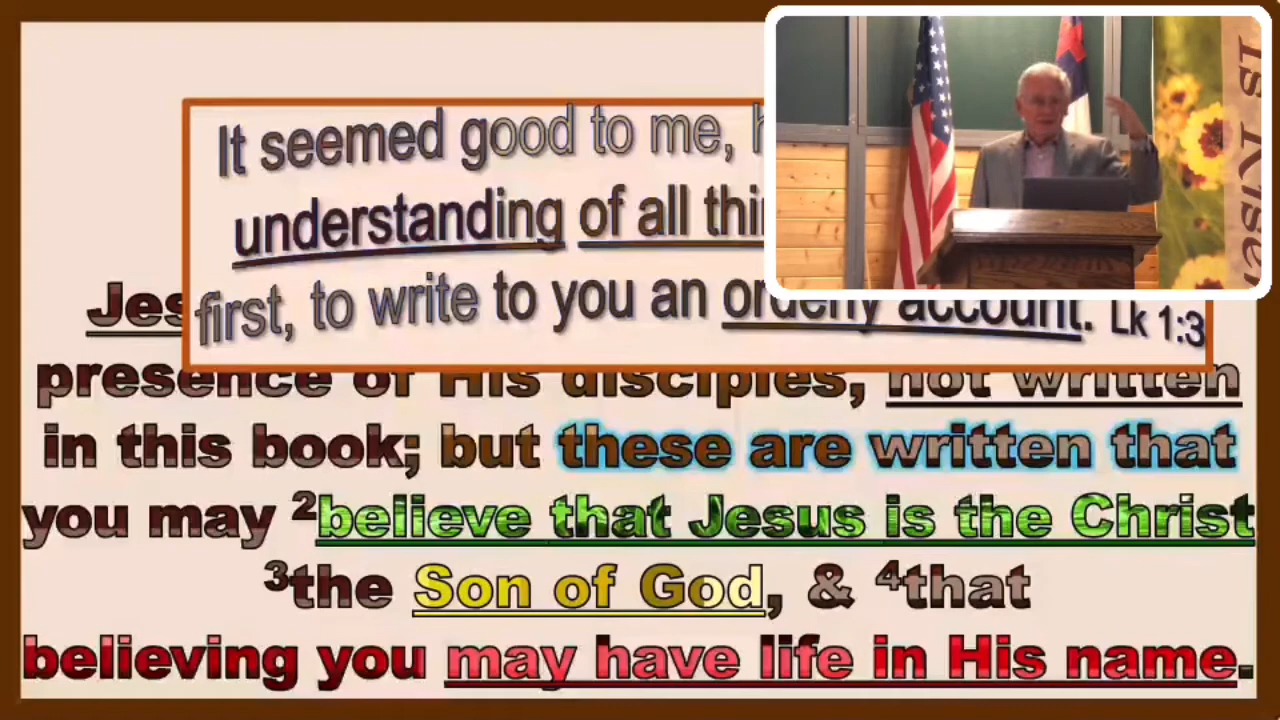 It seemed good to me,
understanding of all
first, to write to you an orderly account. Lk 1:3
presence of His disciples, not written
in this book; but these are written that
you may ²believe that Jesus is the Christ
³the Son of God, & ⁴that
believing you may have life in His name.
Is Risen